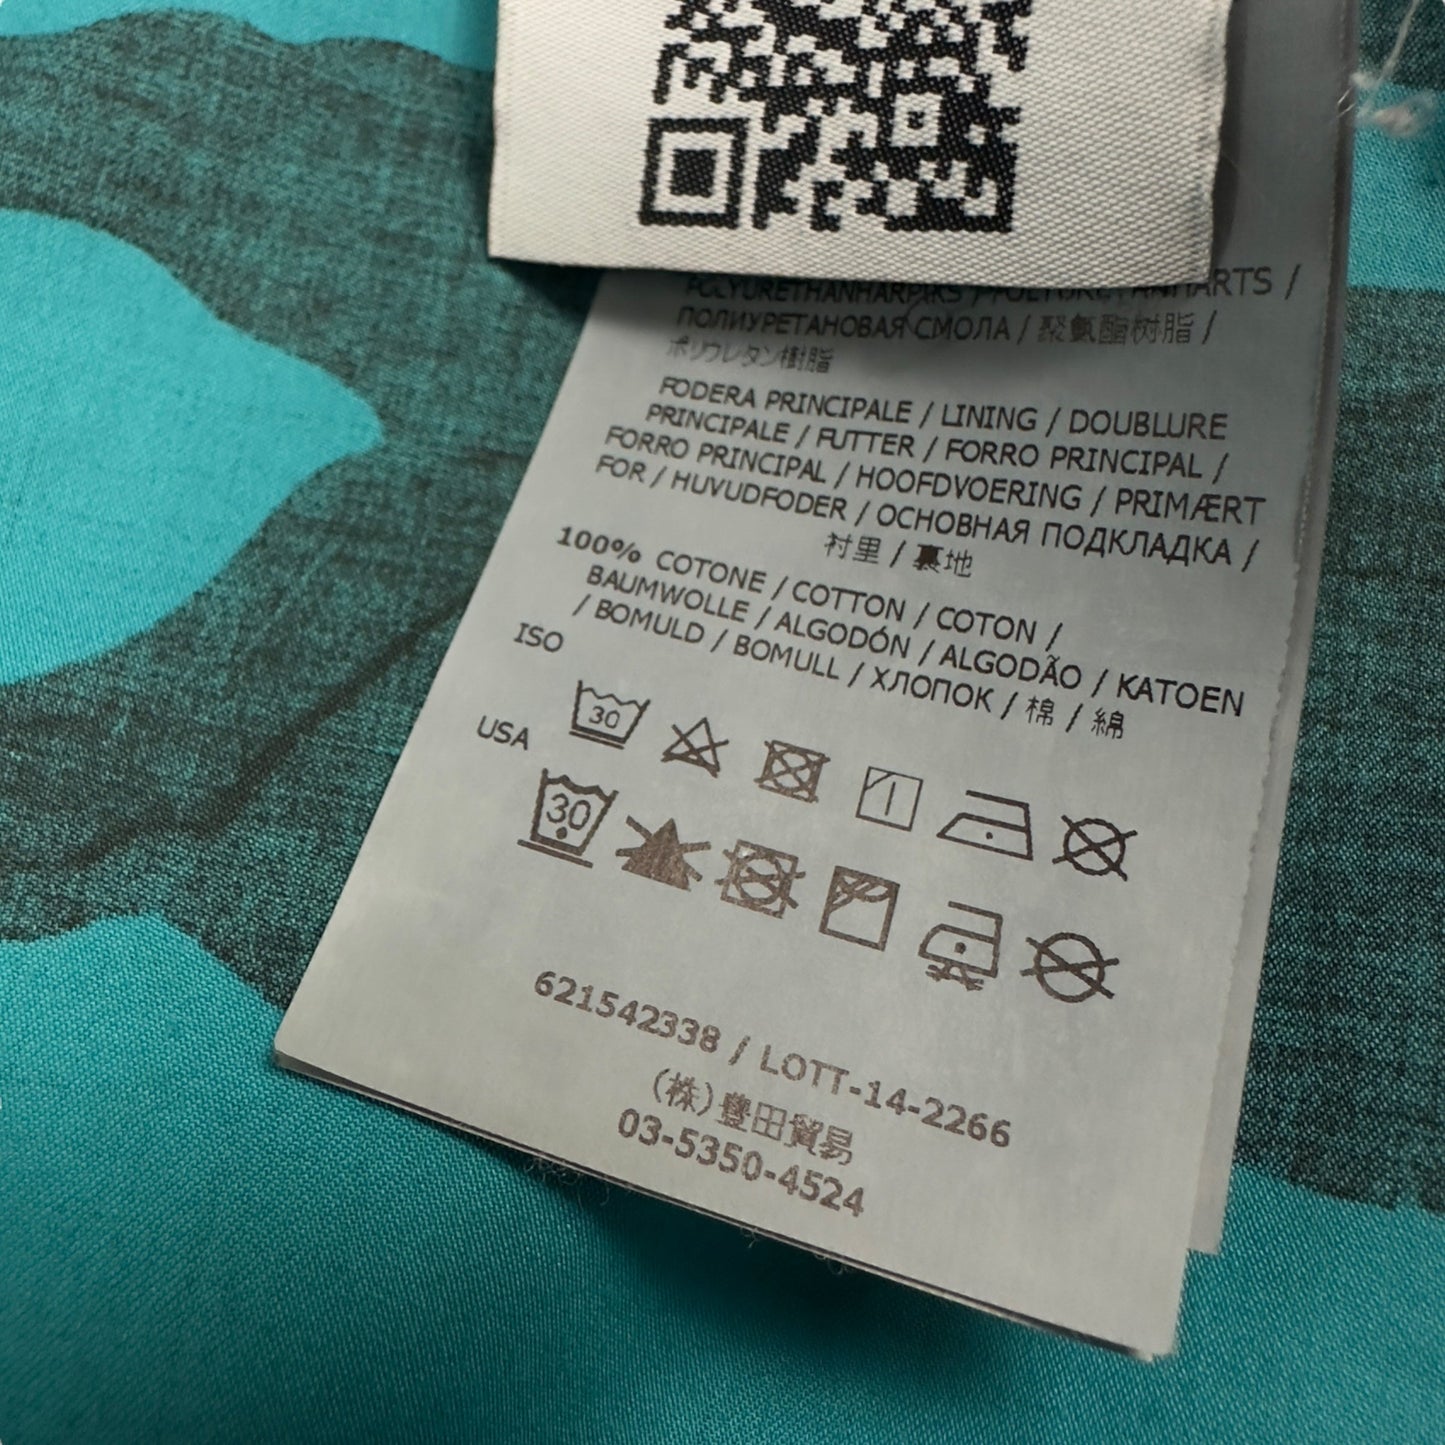 POLYURETHANHARPIKS / POLYURETANHARTS /
ПОЛИУРЕТАНОВАЯ СМОЛА / 聚氨酯树脂 /
ポリウレタン樹脂
FODERA PRINCIPALE / LINING / DOUBLURE
PRINCIPALE / FUTTER / FORRO PRINCIPAL /
FORRO PRINCIPAL / HOOFDVOERING / PRIMÆRT
FOR / HUVUDFODER / ОСНОВНАЯ ПОДКЛАДКА /
衬里 / 裏地
100% COTONE / COTTON / COTON /
BAUMWOLLE / ALGODÓN / ALGODÃO / KATOEN
/ BOMULD / BOMULL / ХЛОПОК / 棉 / 綿
ISO
30
USA
30
621542338 / LOTT-14-2266
(株)豊田貿易
03-5350-4524